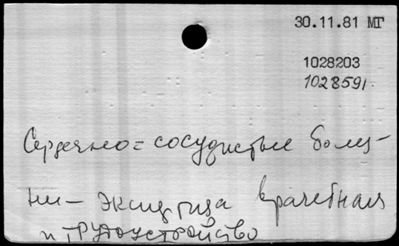 30.11.81 МГ
1028203
1028591
Сердечно=сосудистые болез-
ни - экспертиза врачебная
и трудоустройство